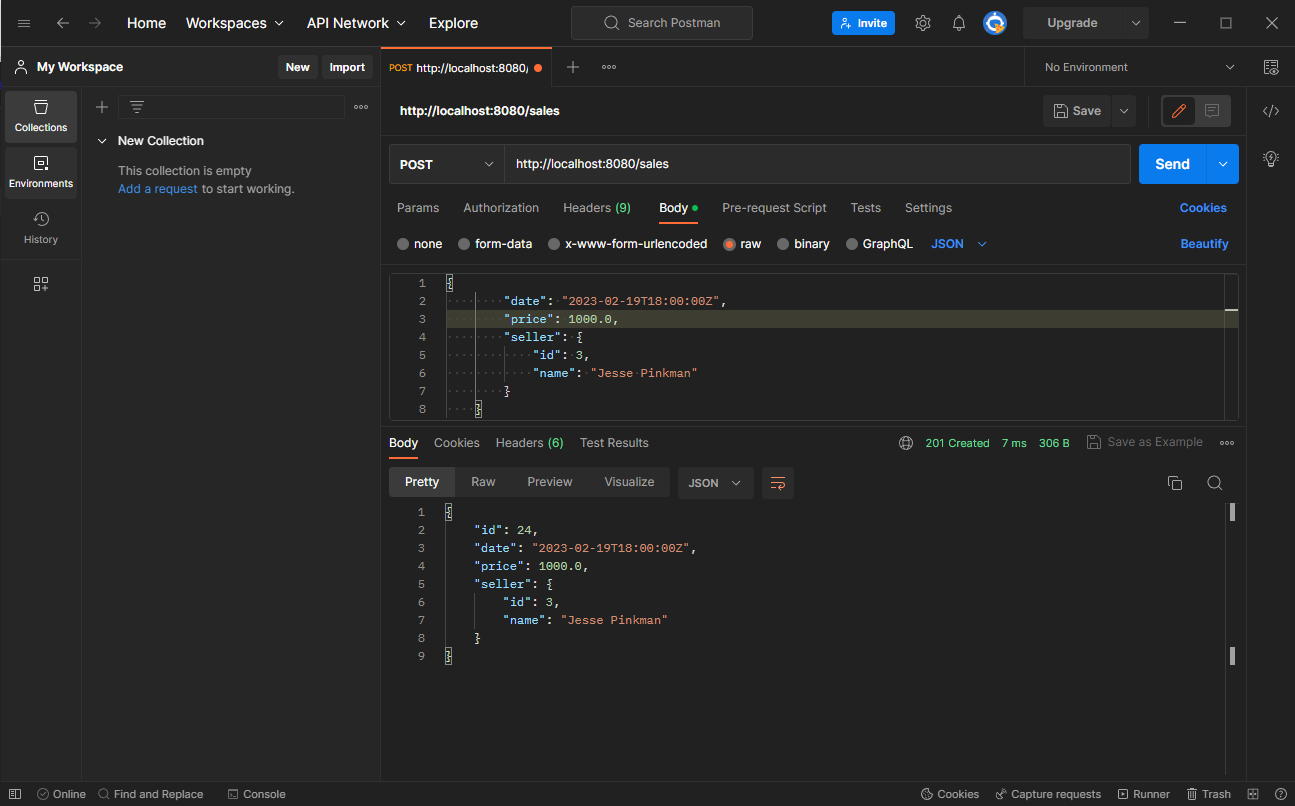 Home Workspaces API Network Explore Search Postman Invite Upgrade
My Workspace New Import POST http://localhost:8080/ No Environment
Collections
Environments
History
New Collection
This collection is empty
Add a request to start working.
http://localhost:8080/sales Save
POST http://localhost:8080/sales Send
Params Authorization Headers (9) Body Pre-request Script Tests Settings Cookies
none form-data x-www-form-urlencoded raw binary GraphQL JSON Beautify
1 {
2 "date": "2023-02-19T18:00:00Z",
3 "price": 1000.0,
4 "seller": {
5 "id": 3,
6 "name": "Jesse Pinkman"
7 }
8 }
Body Cookies Headers (6) Test Results 201 Created 7 ms 306 B Save as Example
Pretty Raw Preview Visualize JSON
1 {
2 "id": 24,
3 "date": "2023-02-19T18:00:00Z",
4 "price": 1000.0,
5 "seller": {
6 "id": 3,
7 "name": "Jesse Pinkman"
8 }
9 }
Online Find and Replace Console Cookies Capture requests Runner Trash